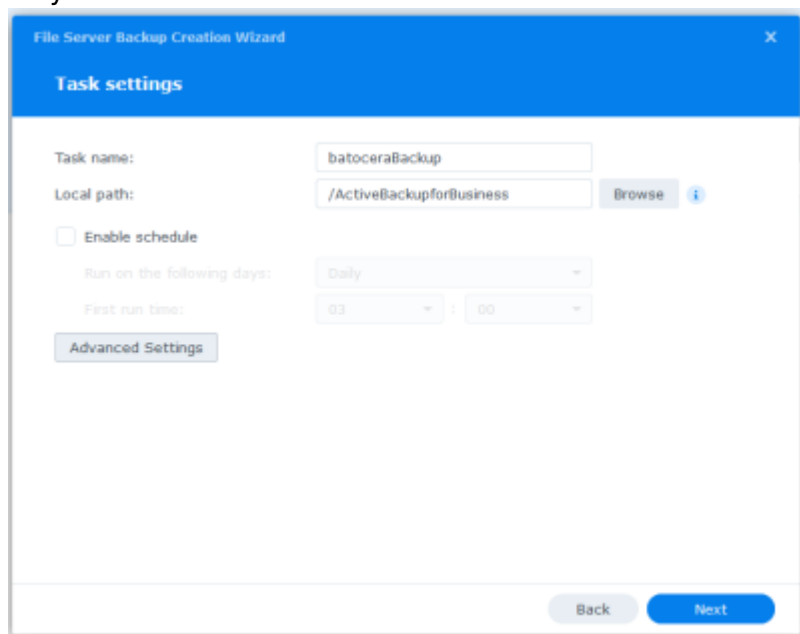 File Server Backup Creation Wizard
Task settings
Task name: batoceraBackup
Local path: /ActiveBackupforBusiness Browse i
Enable schedule
Run on the following days: Daily
First run time: 03 : 00
Advanced Settings
Back Next